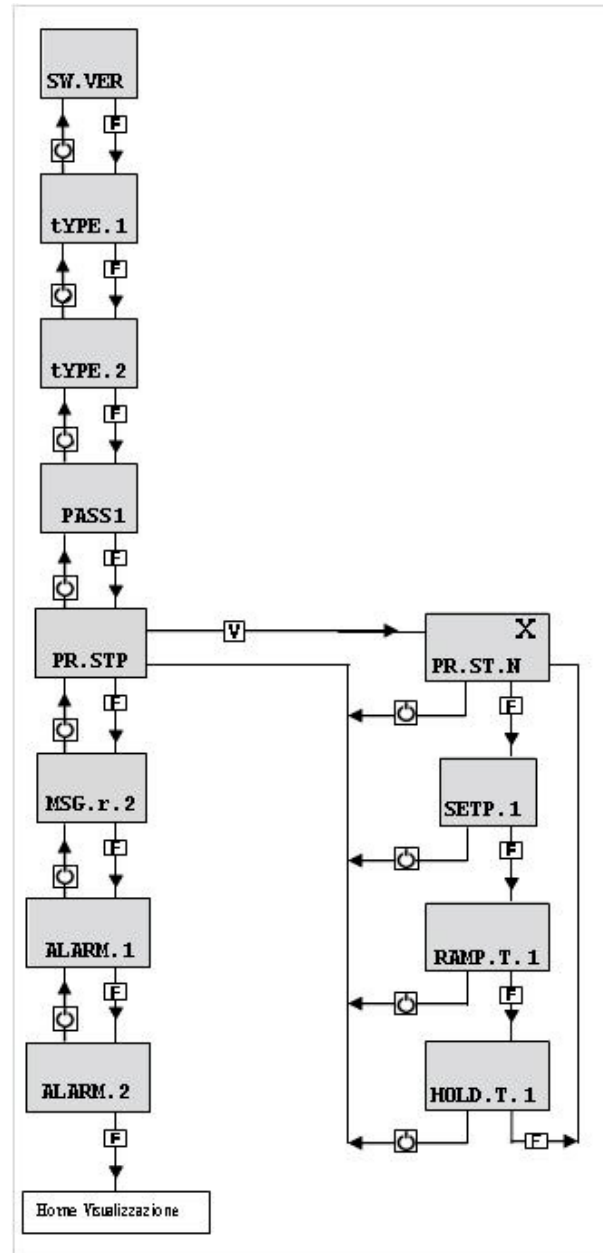 SW.VER
F
tYPE.1
F
tYPE.2
F
PASS1
F
PR.STP
V
X
PR.ST.N
F
F
MSG.r.2
SETP.1
F
F
ALARM.1
RAMP.T.1
F
F
ALARM.2
HOLD.T.1
F
F
Home Visualizzazione